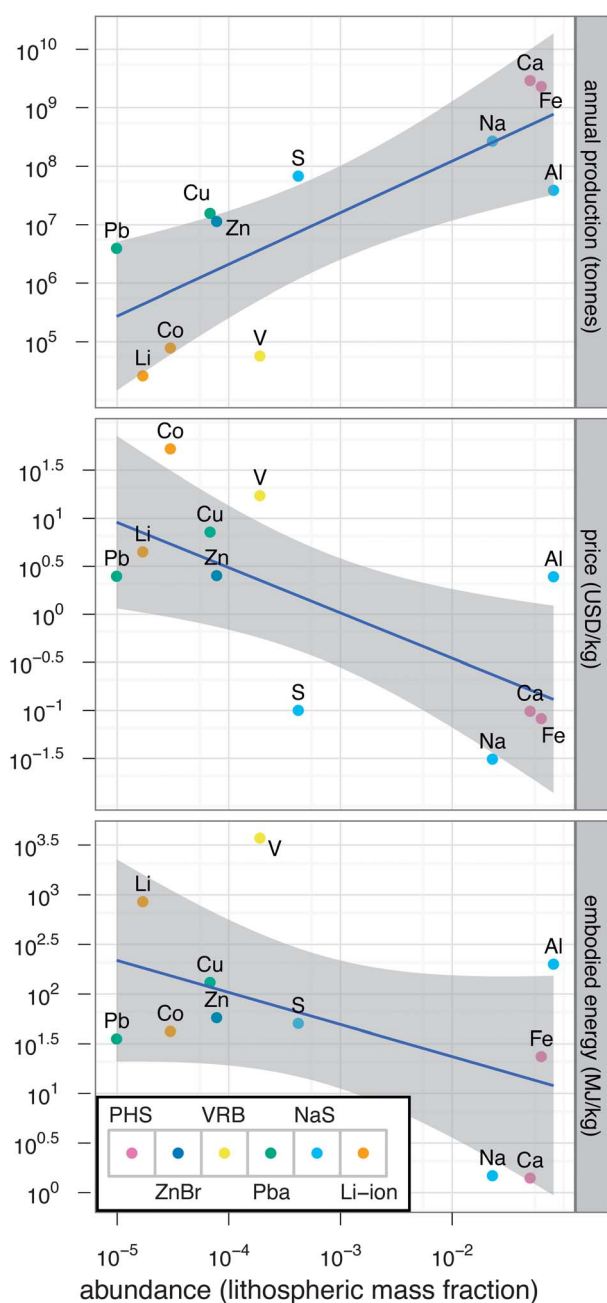 10^10
10^9
10^8
10^7
10^6
10^5
Ca
Fe
Na
Al
S
Cu
Zn
Pb
Co
Li
V
annual production (tonnes)
10^1.5
10^1
10^0.5
10^0
10^−0.5
10^−1
10^−1.5
Co
V
Cu
Li
Pb
Zn
Al
S
Ca
Fe
Na
price (USD/kg)
10^3.5
10^3
10^2.5
10^2
10^1.5
10^1
10^0.5
10^0
V
Li
Al
Cu
Zn
S
Pb
Co
Fe
Na
Ca
embodied energy (MJ/kg)
PHS VRB NaS
ZnBr Pba Li−ion
10^−5 10^−4 10^−3 10^−2
abundance (lithospheric mass fraction)